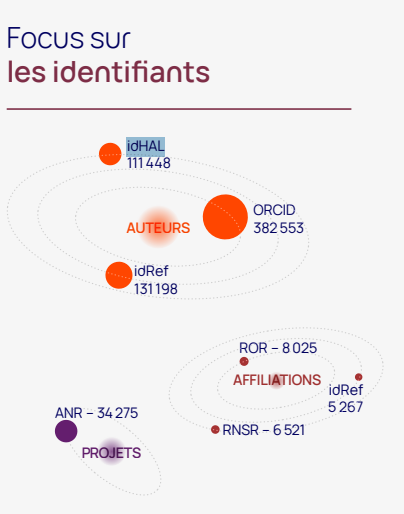 Focus sur
les identifiants
idHAL
111 448
ORCID
382 553
AUTEURS
idRef
131 198
ROR – 8 025
AFFILIATIONS
idRef
5 267
ANR – 34 275
RNSR – 6 521
PROJETS